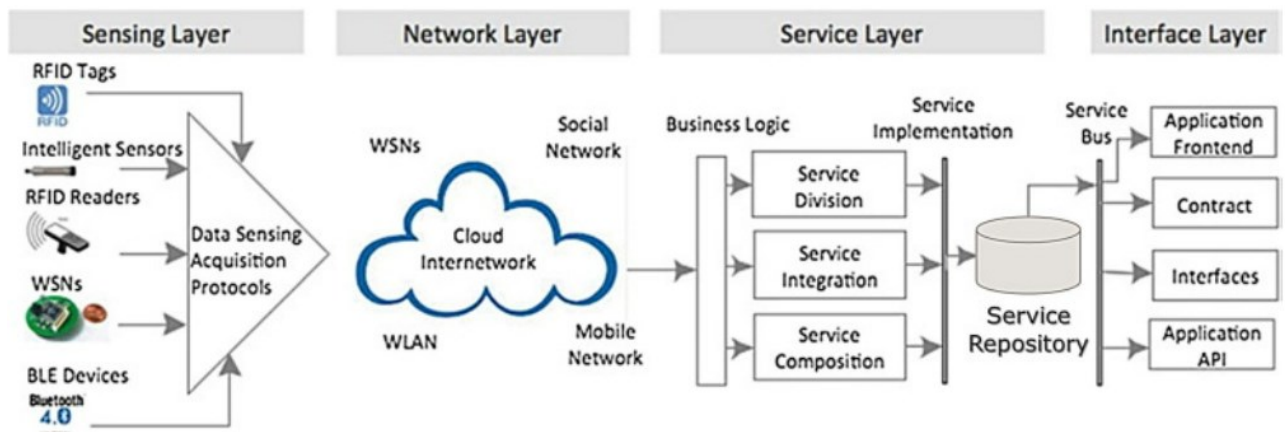 Sensing Layer
Network Layer
Service Layer
Interface Layer
RFID Tags
RFID
Intelligent Sensors
RFID Readers
WSNs
BLE Devices
Bluetooth
4.0
Data Sensing
Acquisition
Protocols
WSNs
Social
Network
Cloud
Internetwork
WLAN
Mobile
Network
Business Logic
Service
Division
Service
Integration
Service
Composition
Service
Implementation
Service
Repository
Service
Bus
Application
Frontend
Contract
Interfaces
Application
API